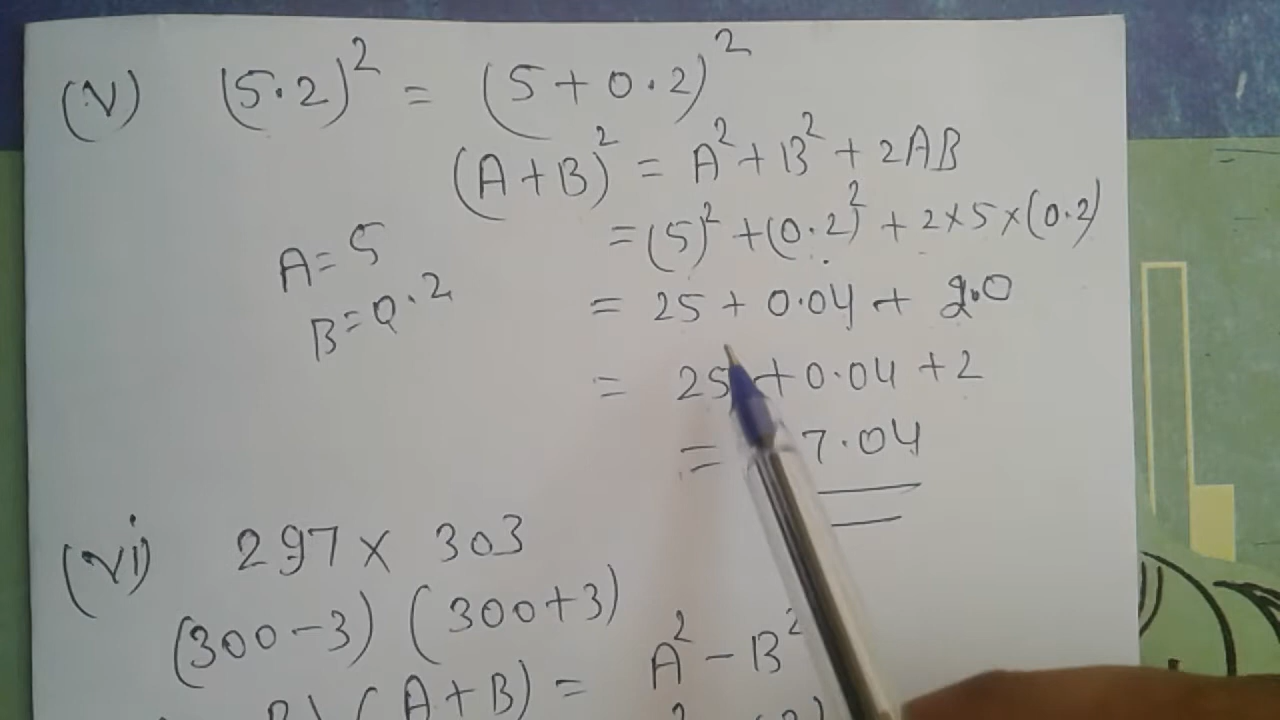 (V) (5.2)² = (5+0.2)²
(A+B)² = A²+B²+2AB
= (5)²+(0.2)²+2×5×(0.2)
A=5
B=0.2
= 25+0.04+2.0
= 25+0.04+2
= 7.04
(Vi) 297×303
(300-3) (300+3)
(A+B) = A²-B²